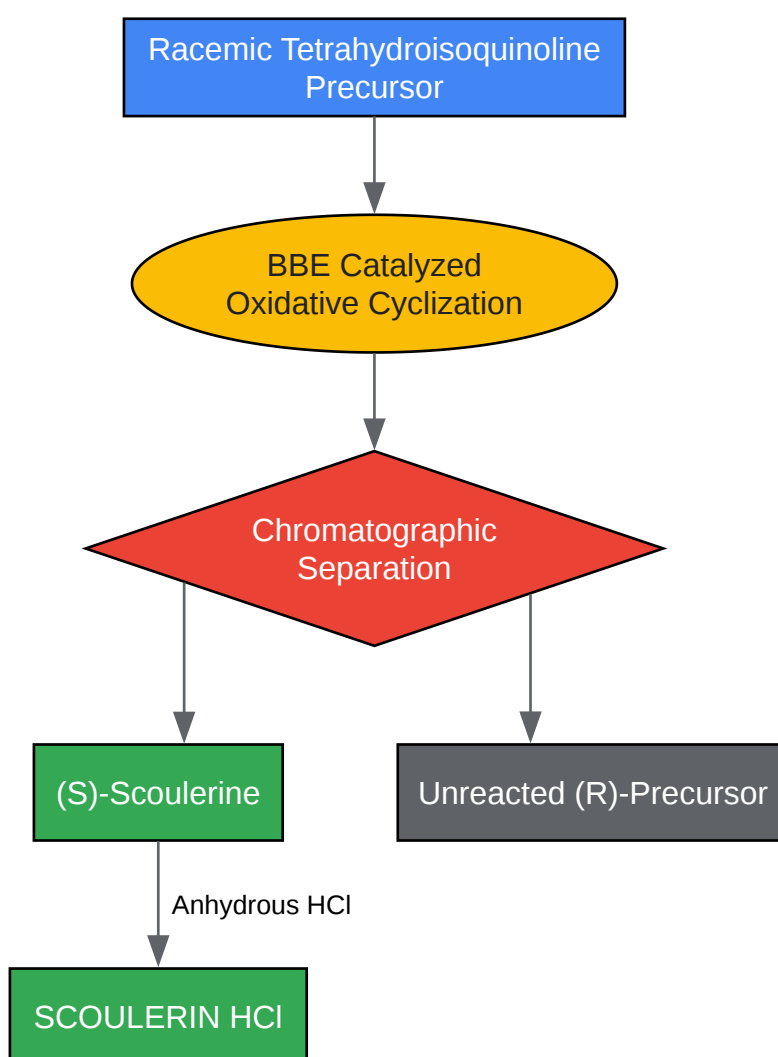 Racemic Tetrahydroisoquinoline
Precursor
BBE Catalyzed
Oxidative Cyclization
Chromatographic
Separation
(S)-Scoulerine
Unreacted (R)-Precursor
Anhydrous HCl
SCOULERIN HCl